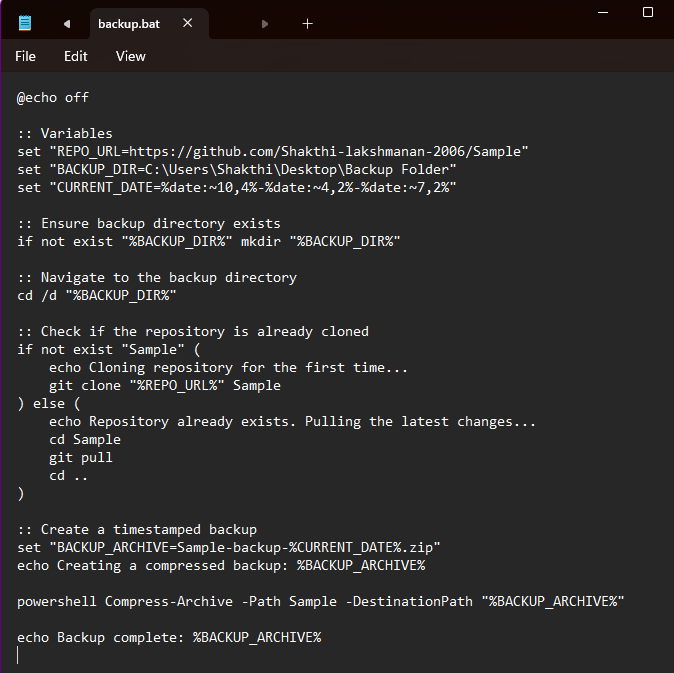 backup.bat
File Edit View
@echo off
:: Variables
set "REPO_URL=https://github.com/Shakthi-lakshmanan-2006/Sample"
set "BACKUP_DIR=C:\Users\Shakthi\Desktop\Backup Folder"
set "CURRENT_DATE=%date:~10,4%-%date:~4,2%-%date:~7,2%"
:: Ensure backup directory exists
if not exist "%BACKUP_DIR%" mkdir "%BACKUP_DIR%"
:: Navigate to the backup directory
cd /d "%BACKUP_DIR%"
:: Check if the repository is already cloned
if not exist "Sample" (
    echo Cloning repository for the first time...
    git clone "%REPO_URL%" Sample
) else (
    echo Repository already exists. Pulling the latest changes...
    cd Sample
    git pull
    cd ..
)
:: Create a timestamped backup
set "BACKUP_ARCHIVE=Sample-backup-%CURRENT_DATE%.zip"
echo Creating a compressed backup: %BACKUP_ARCHIVE%
powershell Compress-Archive -Path Sample -DestinationPath "%BACKUP_ARCHIVE%"
echo Backup complete: %BACKUP_ARCHIVE%